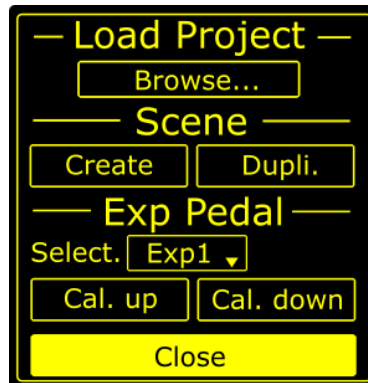 Load Project
Browse...
Scene
Create Dupli.
Exp Pedal
Select. Exp1
Cal. up Cal. down
Close